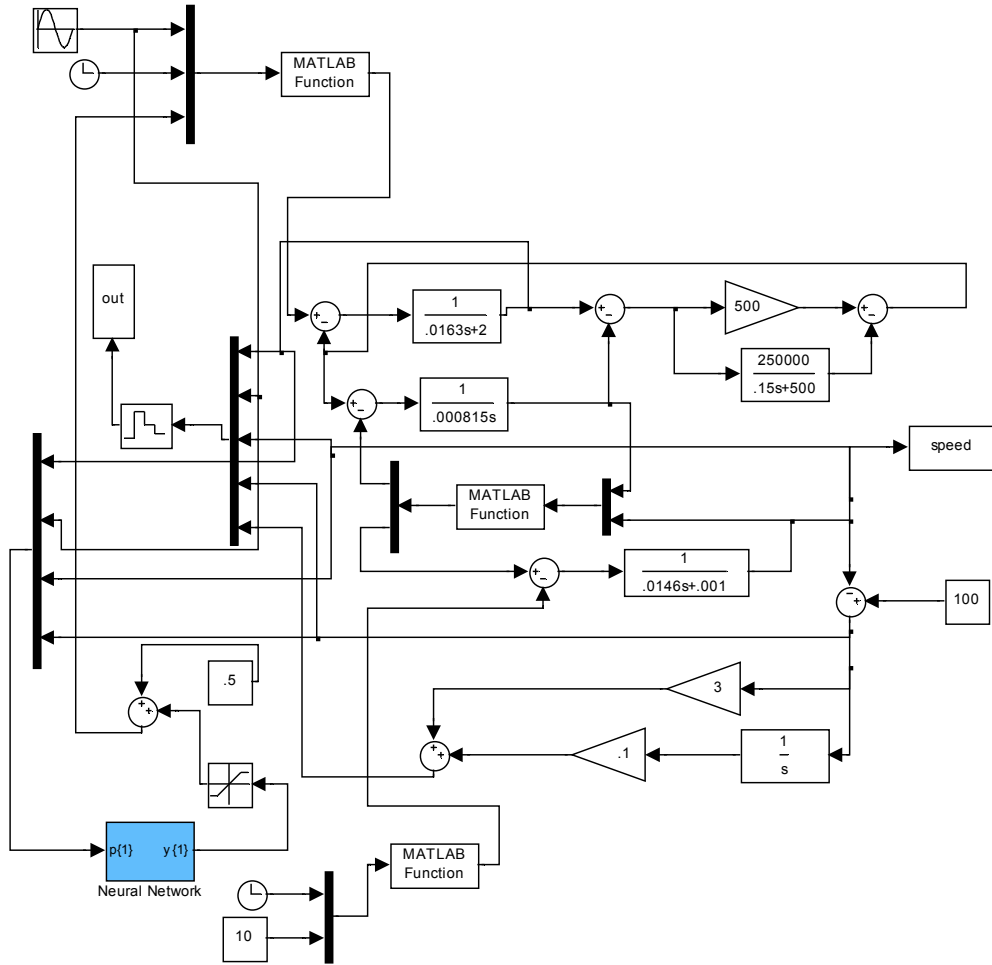 MATLAB
Function
out
+
−
1
.0163s+2
+
−
500
+
−
250000
.15s+500
+
−
1
.000815s
speed
MATLAB
Function
+
−
1
.0146s+.001
−
+
100
.5
+
+
3
+
+
.1
1
s
p{1}
y{1}
Neural Network
MATLAB
Function
10